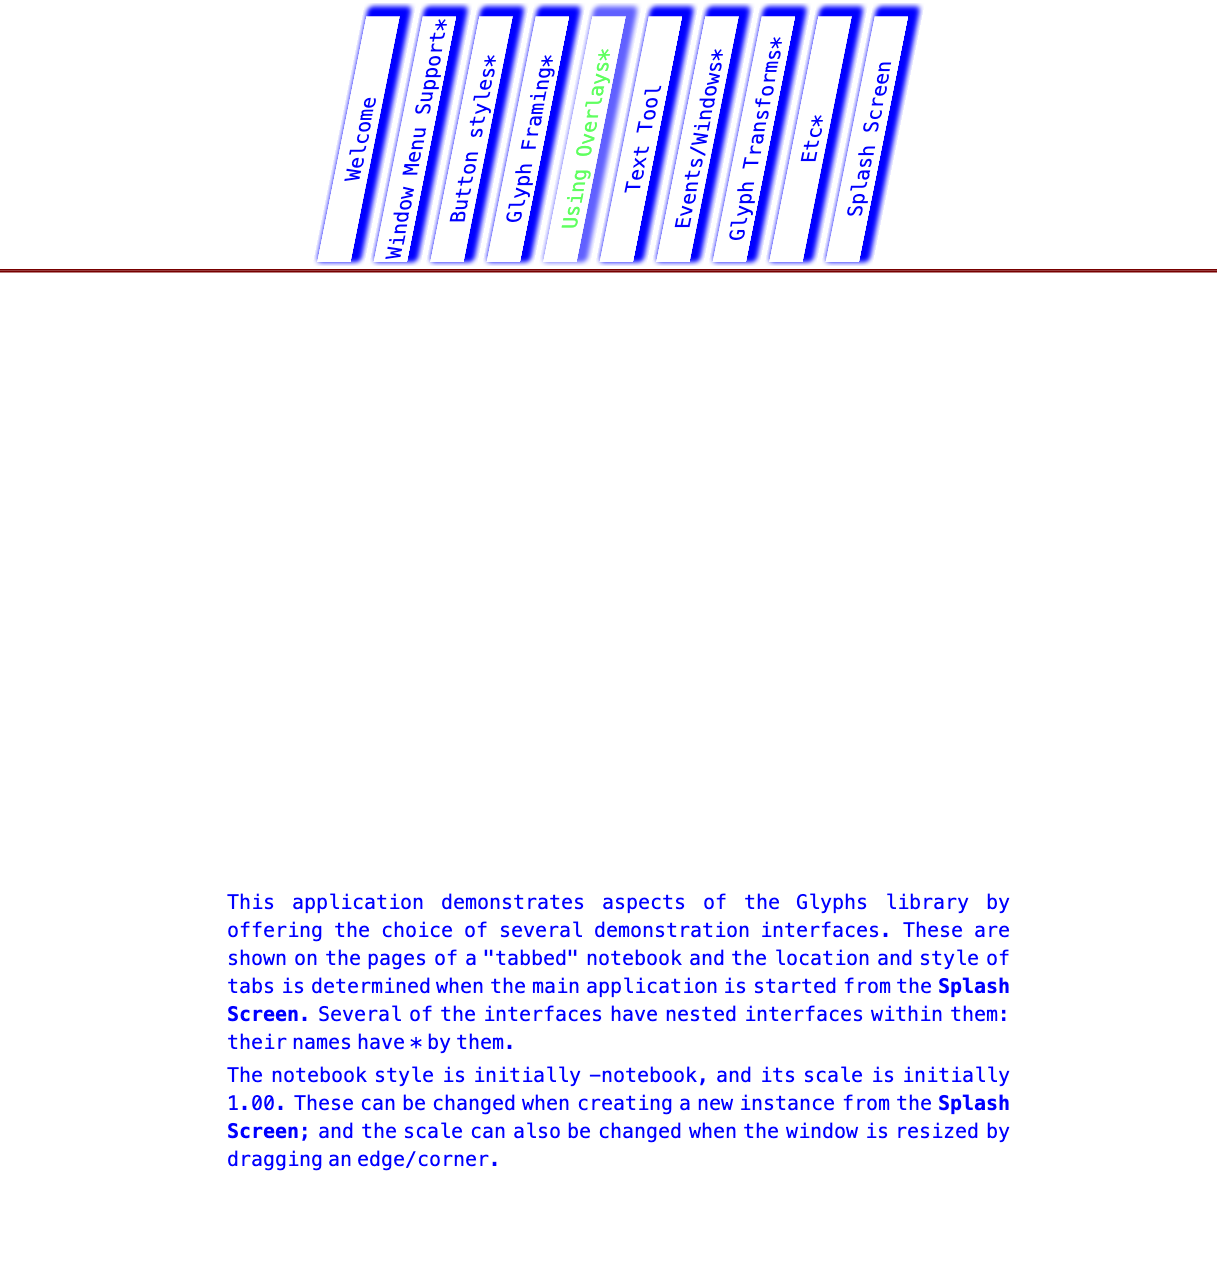 Welcome
Window Menu Support*
Button styles*
Glyph Framing*
Using Overlays*
Text Tool
Events/Windows*
Glyph Transforms*
Etc*
Splash Screen
This application demonstrates aspects of the Glyphs library by
offering the choice of several demonstration interfaces. These are
shown on the pages of a "tabbed" notebook and the location and style of
tabs is determined when the main application is started from the Splash
Screen. Several of the interfaces have nested interfaces within them:
their names have * by them.
The notebook style is initially –notebook, and its scale is initially
1.00. These can be changed when creating a new instance from the Splash
Screen; and the scale can also be changed when the window is resized by
dragging an edge/corner.